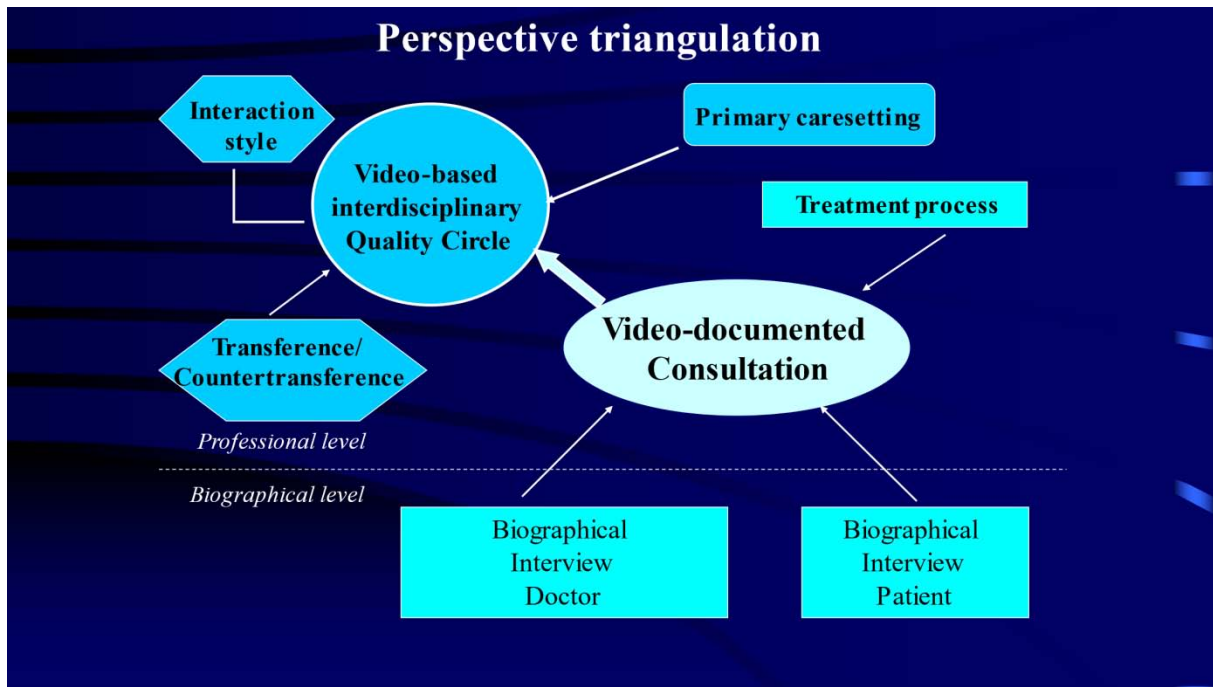 Perspective triangulation
Interaction
style
Video-based
interdisciplinary
Quality Circle
Primary caresetting
Treatment process
Video-documented
Consultation
Transference/
Countertransference
Professional level
Biographical level
Biographical
Interview
Doctor
Biographical
Interview
Patient